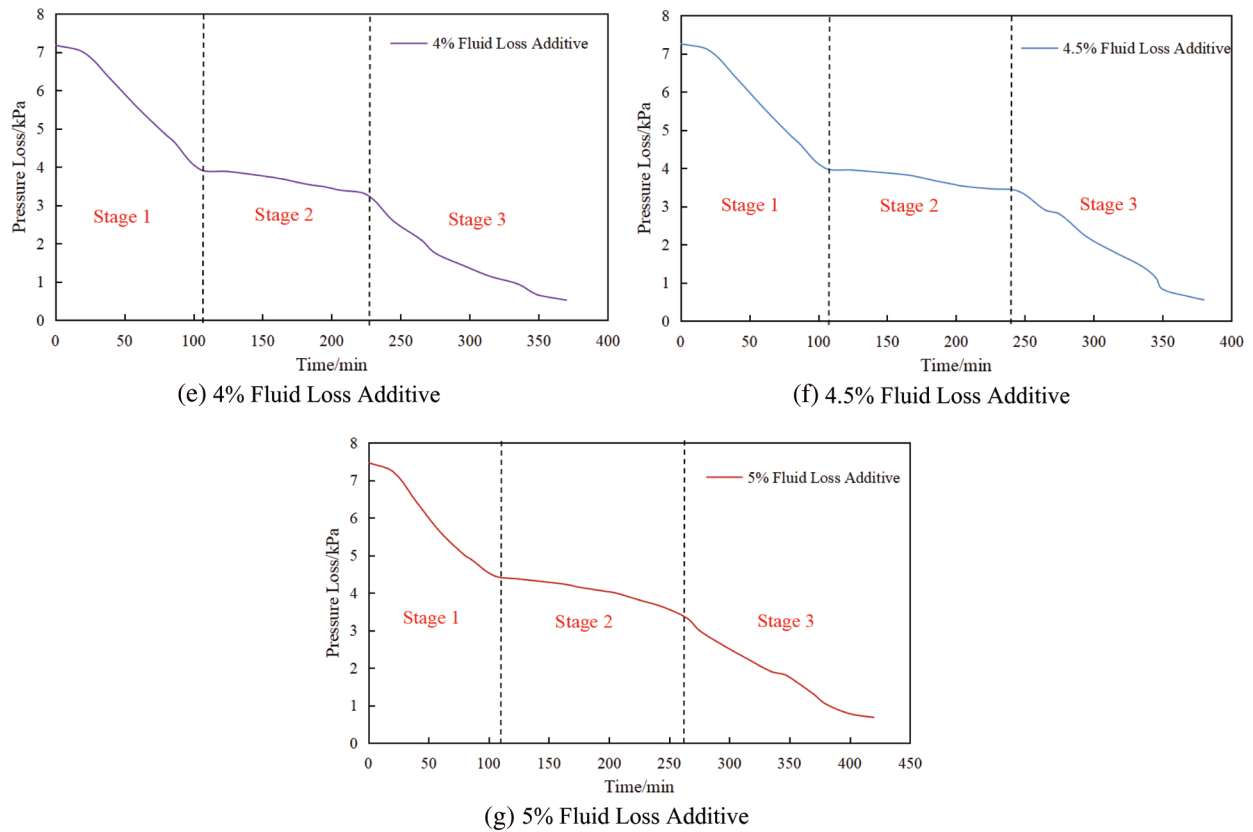 8
7
6
5
4
3
2
1
0
Pressure Loss/kPa
4% Fluid Loss Additive
Stage 1
Stage 2
Stage 3
0 50 100 150 200 250 300 350 400
Time/min
(e) 4% Fluid Loss Additive
8
7
6
5
4
3
2
1
0
Pressure Loss/kPa
4.5% Fluid Loss Additive
Stage 1
Stage 2
Stage 3
0 50 100 150 200 250 300 350 400
Time/min
(f) 4.5% Fluid Loss Additive
8
7
6
5
4
3
2
1
0
Pressure Loss/kPa
5% Fluid Loss Additive
Stage 1
Stage 2
Stage 3
0 50 100 150 200 250 300 350 400 450
Time/min
(g) 5% Fluid Loss Additive